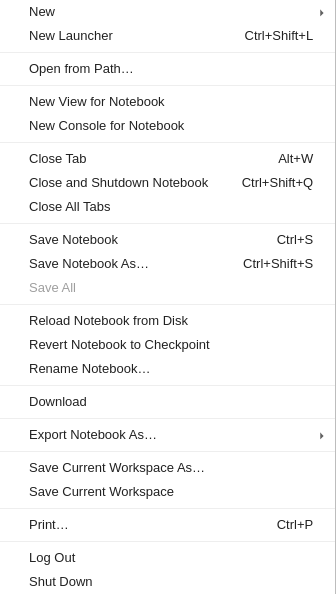 New
New Launcher Ctrl+Shift+L
Open from Path…
New View for Notebook
New Console for Notebook
Close Tab Alt+W
Close and Shutdown Notebook Ctrl+Shift+Q
Close All Tabs
Save Notebook Ctrl+S
Save Notebook As… Ctrl+Shift+S
Save All
Reload Notebook from Disk
Revert Notebook to Checkpoint
Rename Notebook…
Download
Export Notebook As…
Save Current Workspace As…
Save Current Workspace
Print… Ctrl+P
Log Out
Shut Down